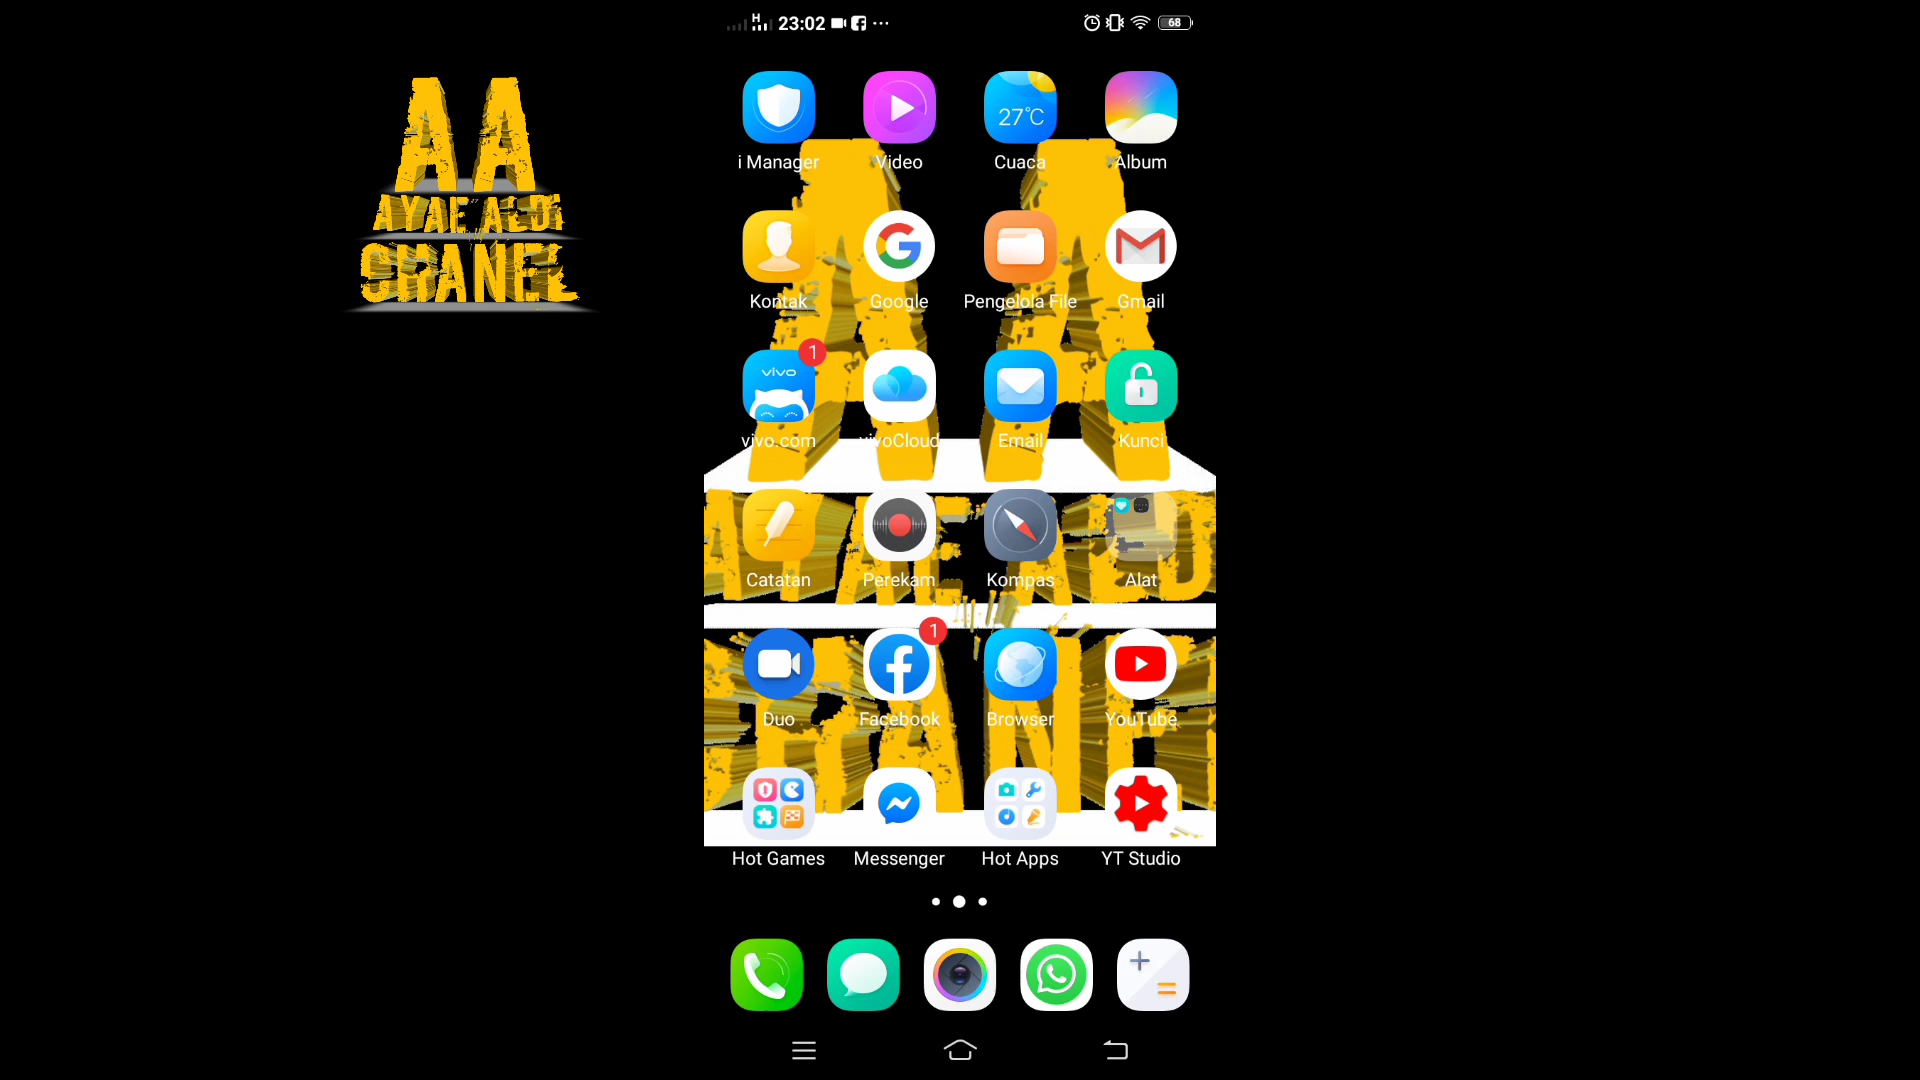 H 23:02 68
AA
AYAE ALDI
CHANEL
27°C
i Manager Video Cuaca Album
Kontak Google Pengelola File Gmail
1
vivo
vivo.com vivoCloud Email Kunci
Catatan Perekam Kompas Alat
1
Duo Facebook Browser YouTube
Hot Games Messenger Hot Apps YT Studio